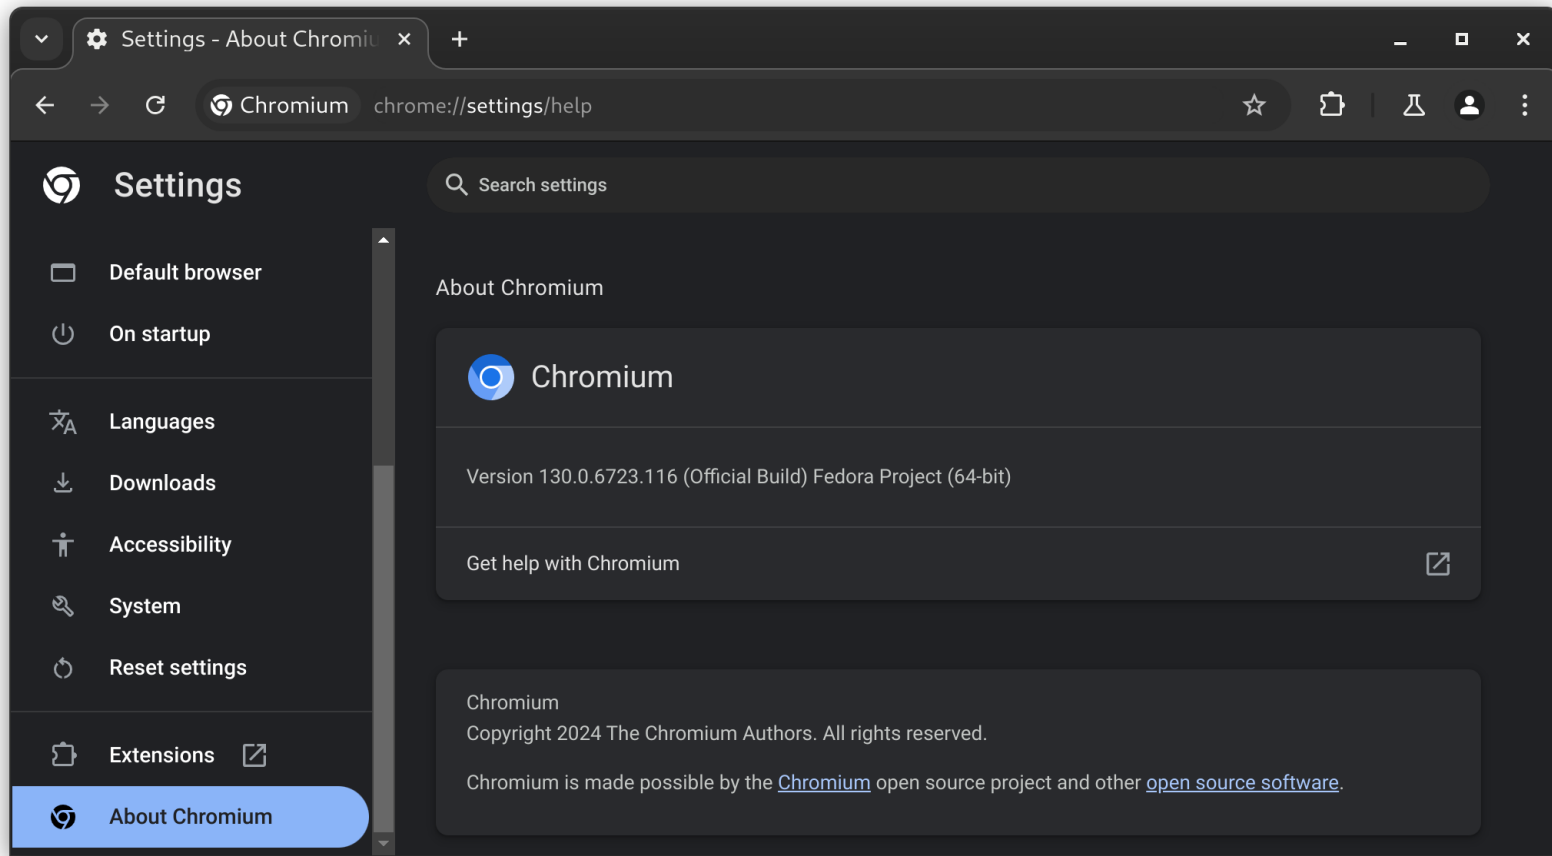 Settings - About Chromiu
Chromium chrome://settings/help
Settings
Search settings
Default browser
On startup
Languages
Downloads
Accessibility
System
Reset settings
Extensions
About Chromium
About Chromium
Chromium
Version 130.0.6723.116 (Official Build) Fedora Project (64-bit)
Get help with Chromium
Chromium
Copyright 2024 The Chromium Authors. All rights reserved.
Chromium is made possible by the Chromium open source project and other open source software.